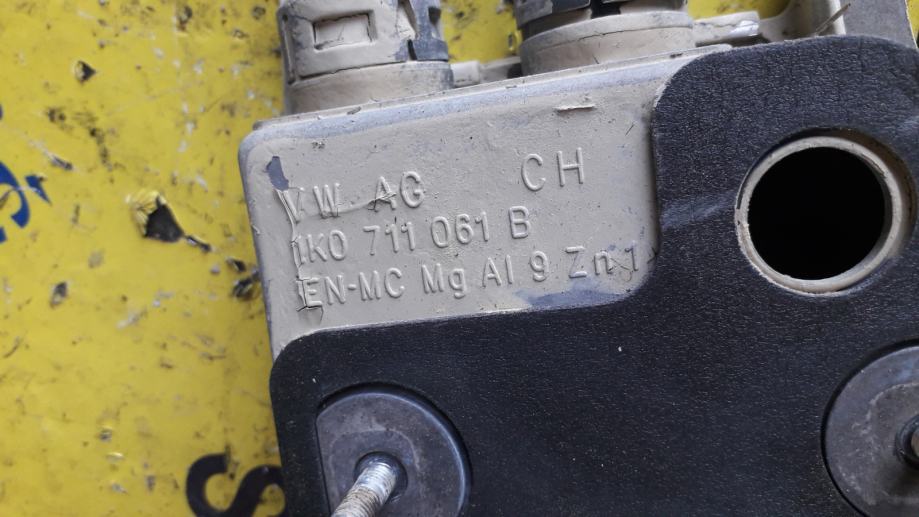 VW AG CH
1K0 711 061 B
EN-MC Mg Al 9 Zn 1